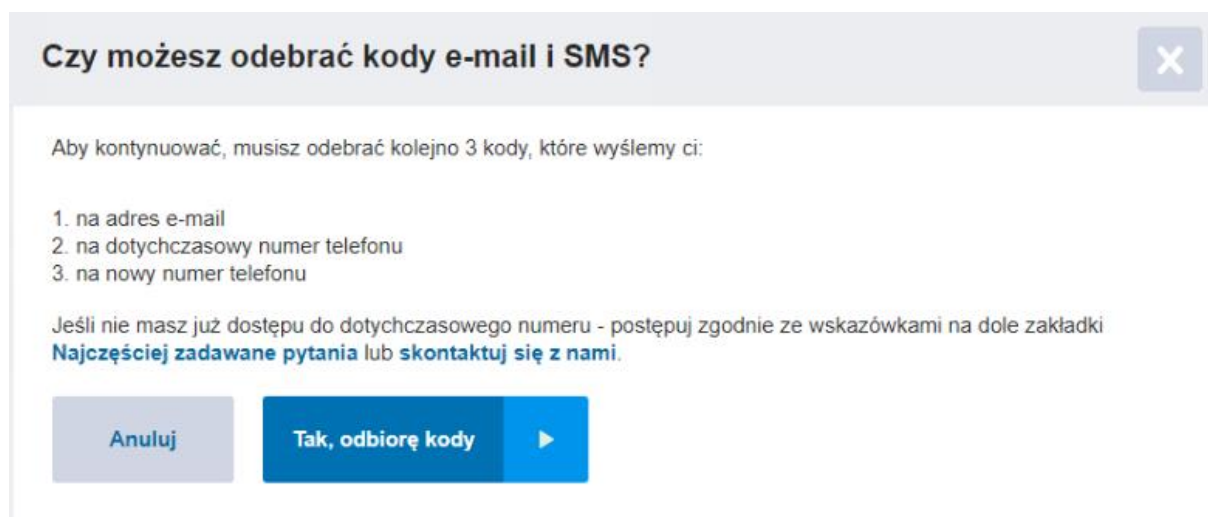 Czy możesz odebrać kody e-mail i SMS?
Aby kontynuować, musisz odebrać kolejno 3 kody, które wyślemy ci:
1. na adres e-mail
2. na dotychczasowy numer telefonu
3. na nowy numer telefonu
Jeśli nie masz już dostępu do dotychczasowego numeru - postępuj zgodnie ze wskazówkami na dole zakładki
Najczęściej zadawane pytania lub skontaktuj się z nami.
Anuluj
Tak, odbiorę kody